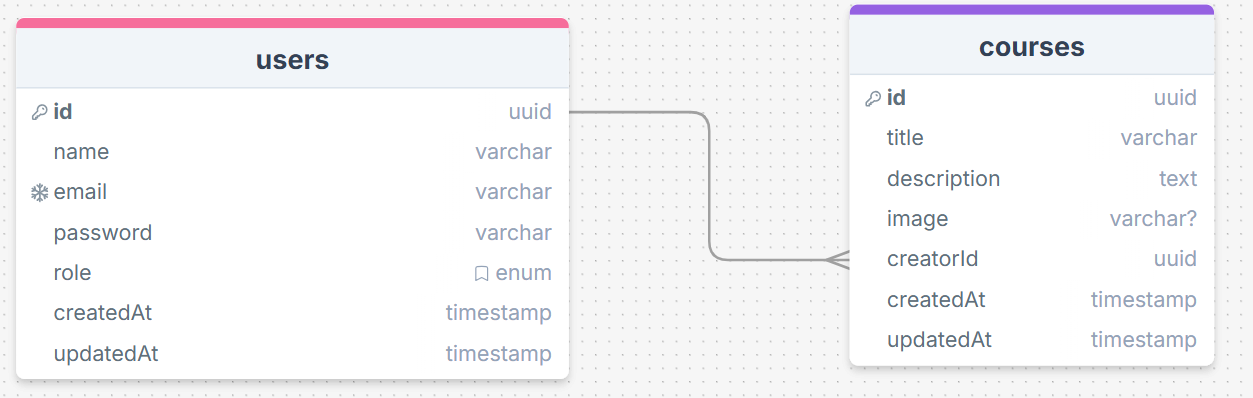 users
id uuid
name varchar
email varchar
password varchar
role enum
createdAt timestamp
updatedAt timestamp
courses
id uuid
title varchar
description text
image varchar?
creatorId uuid
createdAt timestamp
updatedAt timestamp